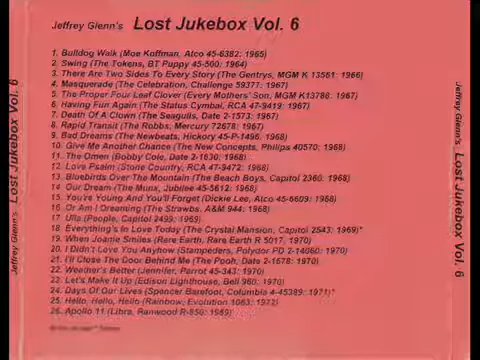 Jeffrey Glenn's Lost Jukebox Vol. 6
1. Bulldog Walk (Moe Koffman, Atco 45-6382: 1965)
2. Swing (The Tokens, BT Puppy 45-500: 1964)
3. There Are Two Sides To Every Story (The Gentrys, MGM K 13561: 1966)
4. Masquerade (The Celebration, Challenge 59377: 1967)
5. The Proper Four Leaf Clover (Every Mothers' Son, MGM K13788: 1967)
6. Having Fun Again (The Status Cymbal, RCA 47-9419: 1967)
7. Death Of A Clown (The Seagulls, Date 2-1573: 1967)
8. Rapid Transit (The Robbs, Mercury 72678: 1967)
9. Bad Dreams (The Newbeats, Hickory 45-P-1496, 1968)
10. Give Me Another Chance (The New Concepts, Philips 40570: 1968)
11. The Omen (Bobby Cole, Date 2-1630: 1968)
12. Love Psalm (Stone Country, RCA 47-9472: 1968)
13. Bluebirds Over The Mountain (The Beach Boys, Capitol 2360: 1968)
14. Our Dream (The Muns, Jubilee 45-5612: 1968)
15. You're Young And You'll Forget (Dickie Lee, Atco 45-6609: 1968)
16. Or Am I Dreaming (The Strawbs, A&M 944: 1968)
17. Ulla (People, Capitol 2499: 1969)
18. Everything's In Love Today (The Crystal Mansion, Capitol 2543: 1969)*
19. When Joanie Smiles (Rare Earth, Rare Earth R 5017, 1970)
20. I Didn't Love You Anyhow (Stampeders, Polydor PD 2-14060: 1970)
21. I'll Close The Door Behind Me (The Pooh, Date 2-1678: 1970)
22. Weather's Better (Jennifer, Parrot 45-343: 1970)
23. Let's Make It Up (Edison Lighthouse, Bell 960: 1970)
24. Days Of Our Lives (Spencer Barefoot, Columbia 4-45389: 1971)*
25. Hello, Hello, Hello (Rainbow, Evolution 1063: 1972)
26. Apollo 11 (Libra, Ranwood R-850: 1969)
Jeffrey Glenn's Lost Jukebox Vol. 6
Jeffrey Glenn's Lost Jukebox Vol. 6